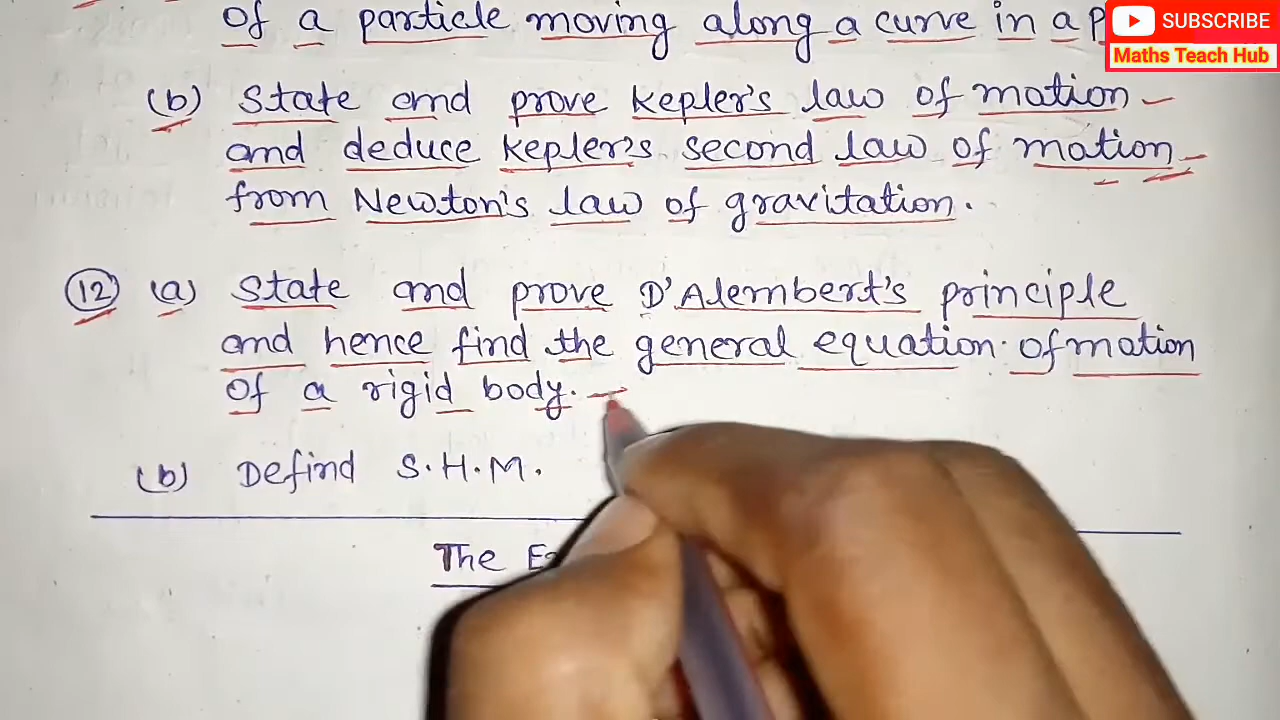 of a particle moving along a curve in a p
SUBSCRIBE
Maths Teach Hub
(b) State and prove Kepler's law of motion -
and deduce Kepler's second law of motion -
from Newton's law of gravitation.
12 (a) State and prove D'Alembert's principle
and hence find the general equation of motion
of a rigid body. -
(b) Defind S.H.M.
The